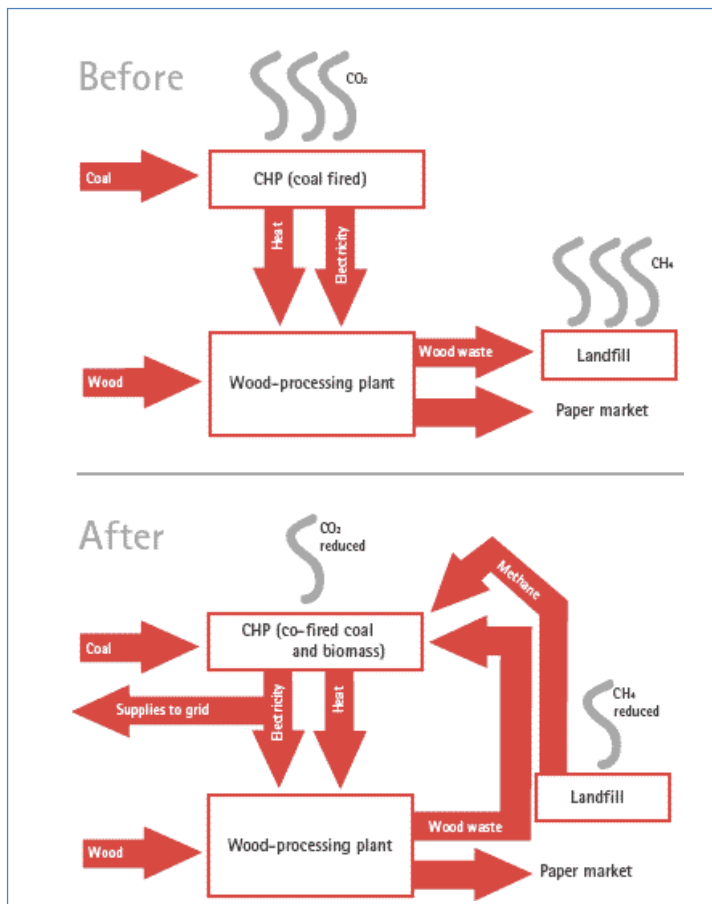 Before
CO₂
Coal
CHP (coal fired)
Heat
Electricity
CH₄
Wood waste
Landfill
Wood
Wood-processing plant
Paper market
After
CO₂
reduced
Methane
CHP (co-fired coal
and biomass)
Coal
Supplies to grid
Electricity
Heat
CH₄
reduced
Landfill
Wood waste
Wood
Wood-processing plant
Paper market